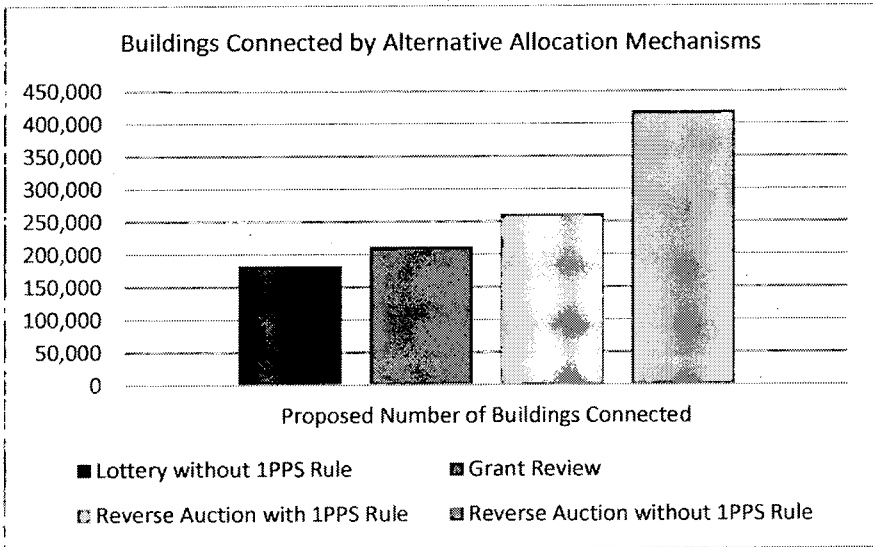 Buildings Connected by Alternative Allocation Mechanisms
450,000
400,000
350,000
300,000
250,000
200,000
150,000
100,000
50,000
0
Proposed Number of Buildings Connected
Lottery without 1PPS Rule
Grant Review
Reverse Auction with 1PPS Rule
Reverse Auction without 1PPS Rule